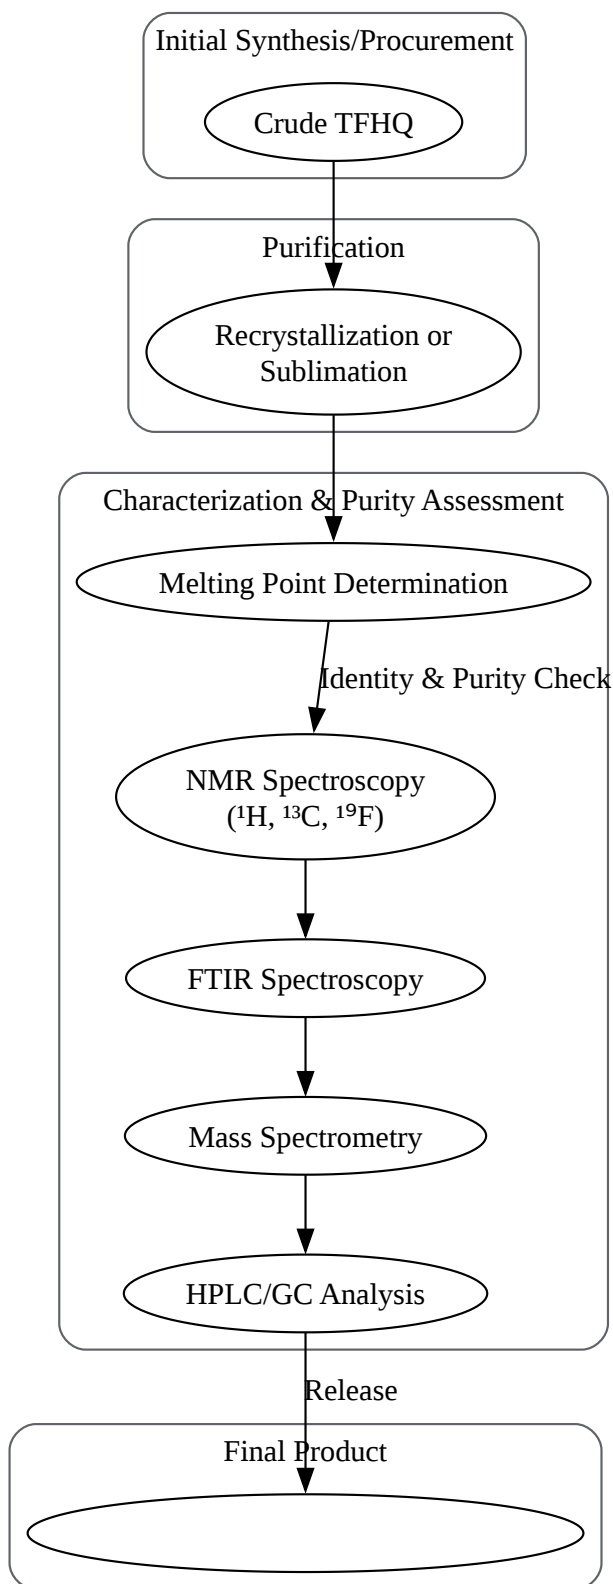 Initial Synthesis/Procurement
Crude TFHQ
Purification
Recrystallization or
Sublimation
Characterization & Purity Assessment
Melting Point Determination
Identity & Purity Check
NMR Spectroscopy
(¹H, ¹³C, ¹⁹F)
FTIR Spectroscopy
Mass Spectrometry
HPLC/GC Analysis
Release
Final Product